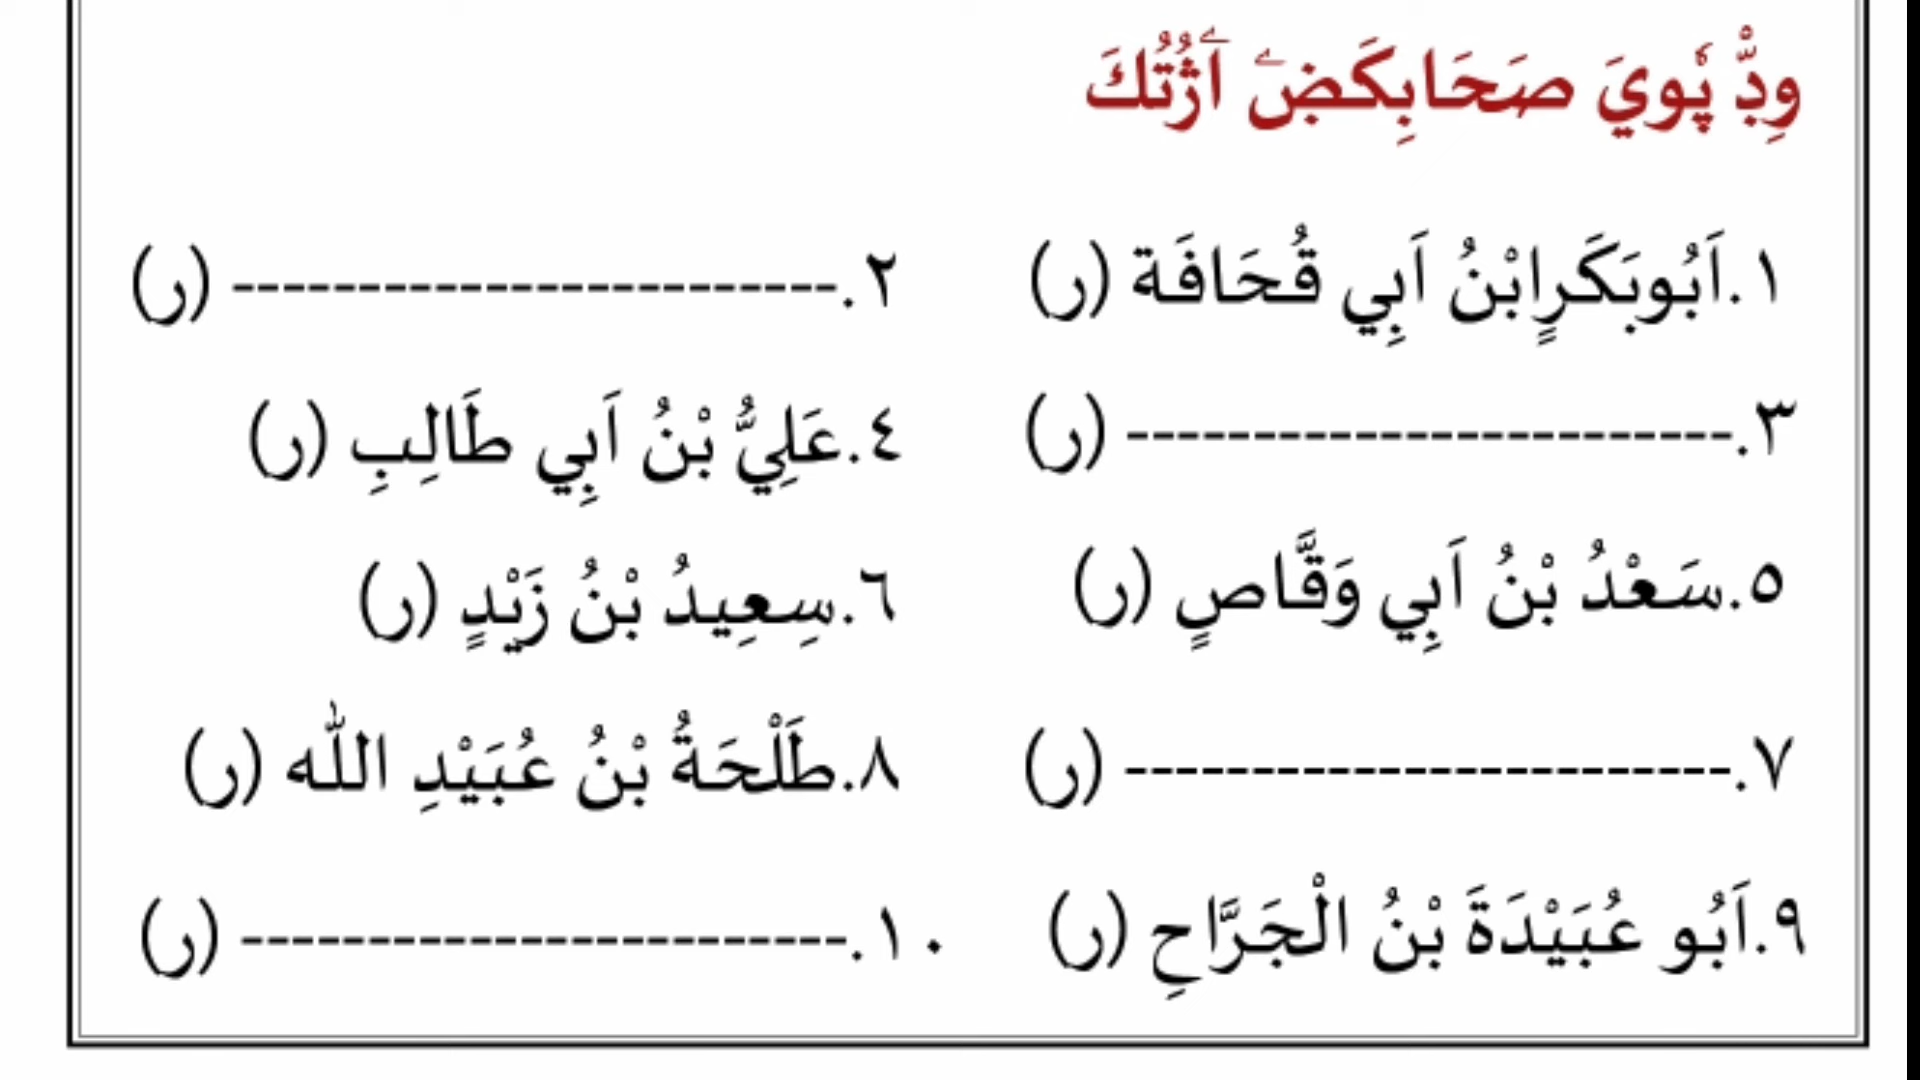 وِڊّْ پٗويَ صَحَابِكَضٜۻ أٓژُتُكَ
١.اَبُوبَكَرٍابْنُ اَبِي قُحَافَة (ر) ٢.------------------------ (ر)
٣.------------------------ (ر) ٤.عَلِيُّ بْنُ اَبِي طَالِبِ (ر)
٥.سَعْدُ بْنُ اَبِي وَقَّاصٍ (ر) ٦.سِعِيدُ بْنُ زَيْدٍ (ر)
٧.------------------------ (ر) ٨.طَلْحَةُ بْنُ عُبَيْدِ اللّٰه (ر)
٩.اَبُو عُبَيْدَةَ بْنُ الْجَرَّاحِ (ر) ١٠.------------------------ (ر)